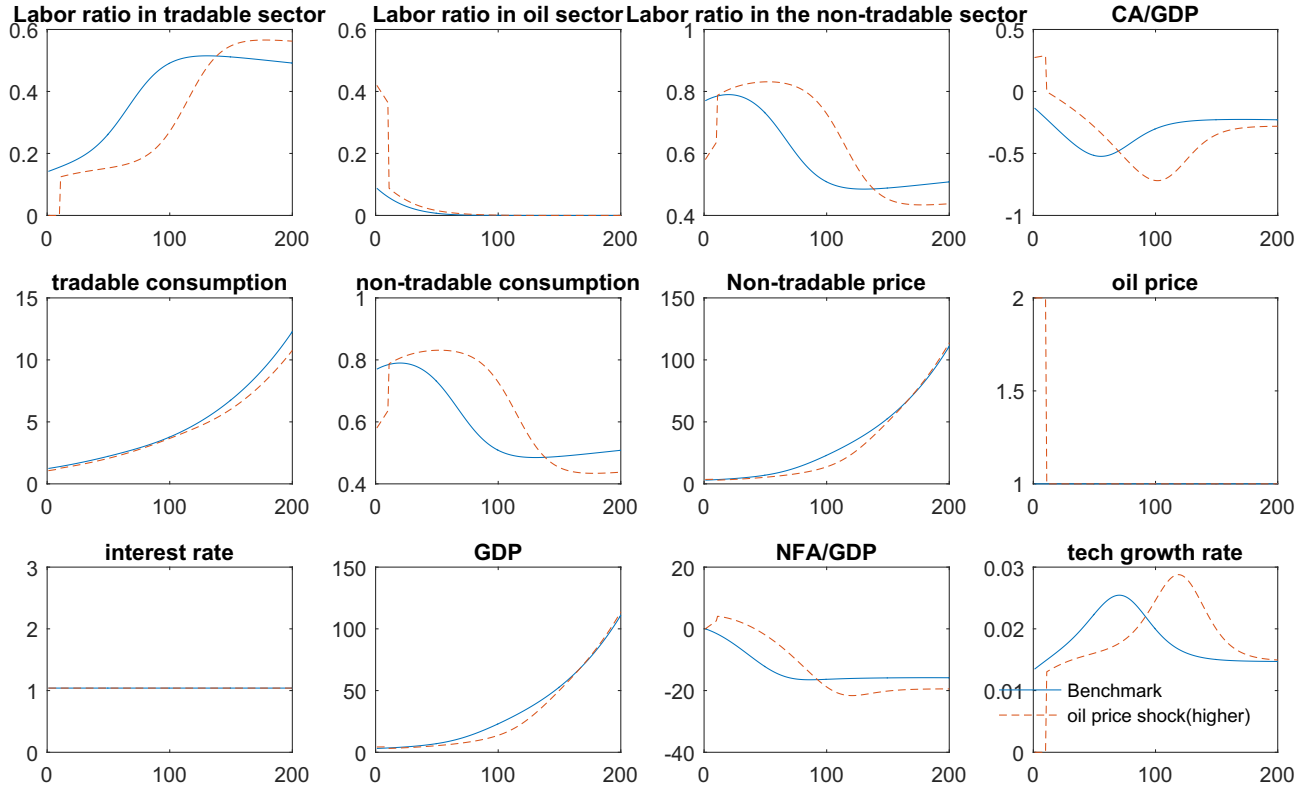 Labor ratio in tradable sector
0.6
0.4
0.2
0
0 100 200
Labor ratio in oil sector
0.6
0.4
0.2
0
0 100 200
Labor ratio in the non-tradable sector
1
0.8
0.6
0.4
0 100 200
CA/GDP
0.5
0
-0.5
-1
0 100 200
tradable consumption
15
10
5
0
0 100 200
non-tradable consumption
1
0.8
0.6
0.4
0 100 200
Non-tradable price
150
100
50
0
0 100 200
oil price
2
1.5
1
0 100 200
interest rate
3
2
1
0
0 100 200
GDP
150
100
50
0
0 100 200
NFA/GDP
20
0
-20
-40
0 100 200
tech growth rate
0.03
0.02
0.01
0
0 100 200
Benchmark
oil price shock(higher)